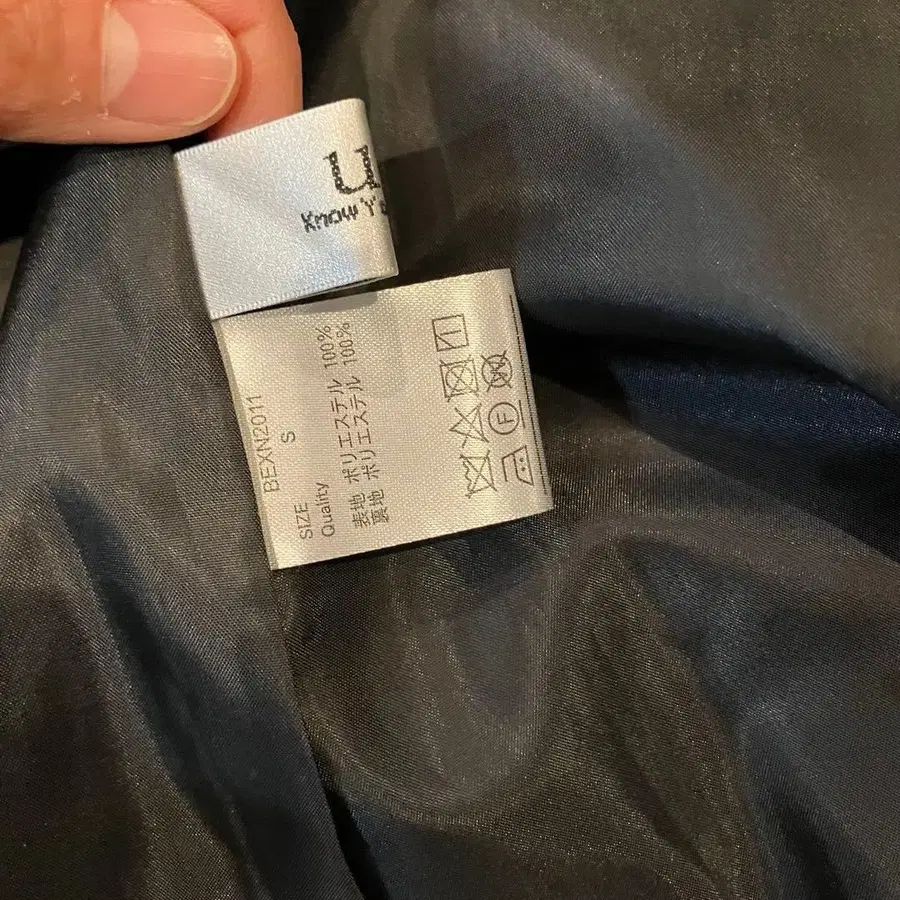 Know 'Y'
BEXN2011
SIZE S
Quality
表地 ポリエステル 100%
裏地 ポリエステル 100%
F
W